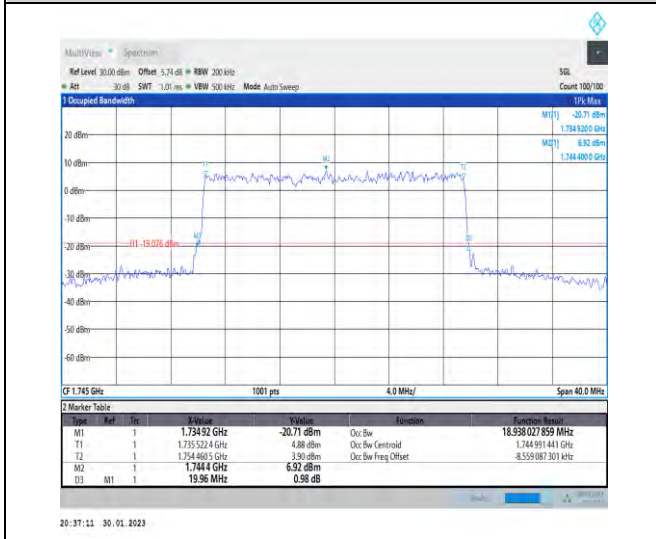 MultiView Spectrum
Ref Level 30.00 dBm Offset 5.74 dB RBW 200 kHz SGL
Att 30 dB SWT 1.01 ms VBW 500 kHz Mode Auto Sweep Count 100/100
1 Occupied Bandwidth 1Pk Max
M1[1] -20.71 dBm
1.734 9200 GHz
M2[1] 6.92 dBm
1.744 4000 GHz
20 dBm
10 dBm
0 dBm
-10 dBm
-20 dBm
-30 dBm
-40 dBm
-50 dBm
-60 dBm
T1
M2
T2
M1
D3
H1 -19.076 dBm
CF 1.745 GHz 1001 pts 4.0 MHz/ Span 40.0 MHz
2 Marker Table
Type Ref Trc X-Value Y-Value Function Function Result
M1 1 1.734 92 GHz -20.71 dBm Occ Bw 18.938 027 859 MHz
T1 1 1.735 522 4 GHz 4.88 dBm Occ Bw Centroid 1.744 991 441 GHz
T2 1 1.754 460 5 GHz 3.90 dBm Occ Bw Freq Offset -8.559 087 301 kHz
M2 1 1.744 4 GHz 6.92 dBm
D3 M1 1 19.96 MHz 0.98 dB
20:37:11 30.01.2023